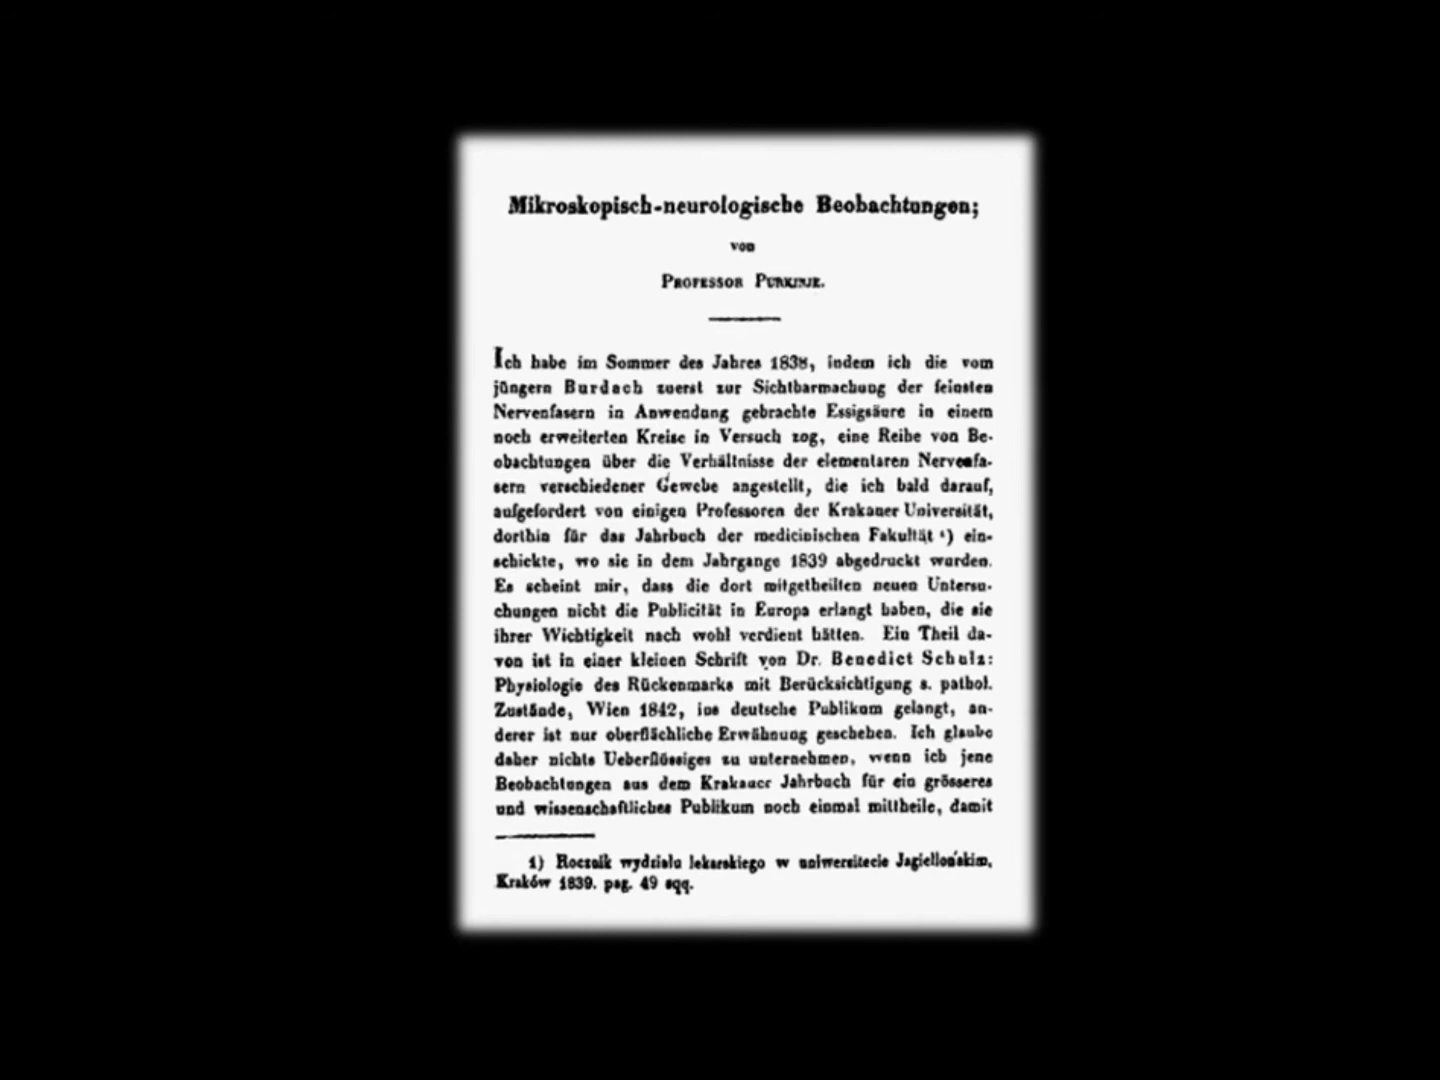 Mikroskopisch-neurologische Beobachtungen;
von
PROFESSOR PURKINJE.
Ich habe im Sommer des Jahres 1838, indem ich die vom
jüngern Burdach zuerst zur Sichtbarmachung der feinsten
Nervenfasern in Anwendung gebrachte Essigsäure in einem
noch erweiterten Kreise in Versuch zog, eine Reihe von Be-
obachtungen über die Verhältnisse der elementaren Nervenfa-
sern verschiedener Gewebe angestellt, die ich bald darauf,
aufgefordert von einigen Professoren der Krakauer Universität,
dorthin für das Jahrbuch der medicinischen Fakultät ¹) ein-
schickte, wo sie in dem Jahrgange 1839 abgedruckt wurden.
Es scheint mir, dass die dort mitgetheilten neuen Untersu-
chungen nicht die Publicität in Europa erlangt haben, die sie
ihrer Wichtigkeit nach wohl verdient hätten. Ein Theil da-
von ist in einer kleinen Schrift von Dr. Benedict Schulz:
Physiologie des Rückenmarks mit Berücksichtigung s. pathol.
Zustände, Wien 1842, ins deutsche Publikum gelangt, an-
derer ist nur oberflächliche Erwähnung geschehen. Ich glaube
daher nichts Ueberflüssiges zu unternehmen, wenn ich jene
Beobachtungen aus dem Krakauer Jahrbuch für ein grösseres
und wissenschaftliches Publikum noch einmal mittheile, damit
1) Rocznik wydziału lekarskiego w uniwersitecie Jagiellońskim,
Kraków 1839. pag. 49 sqq.